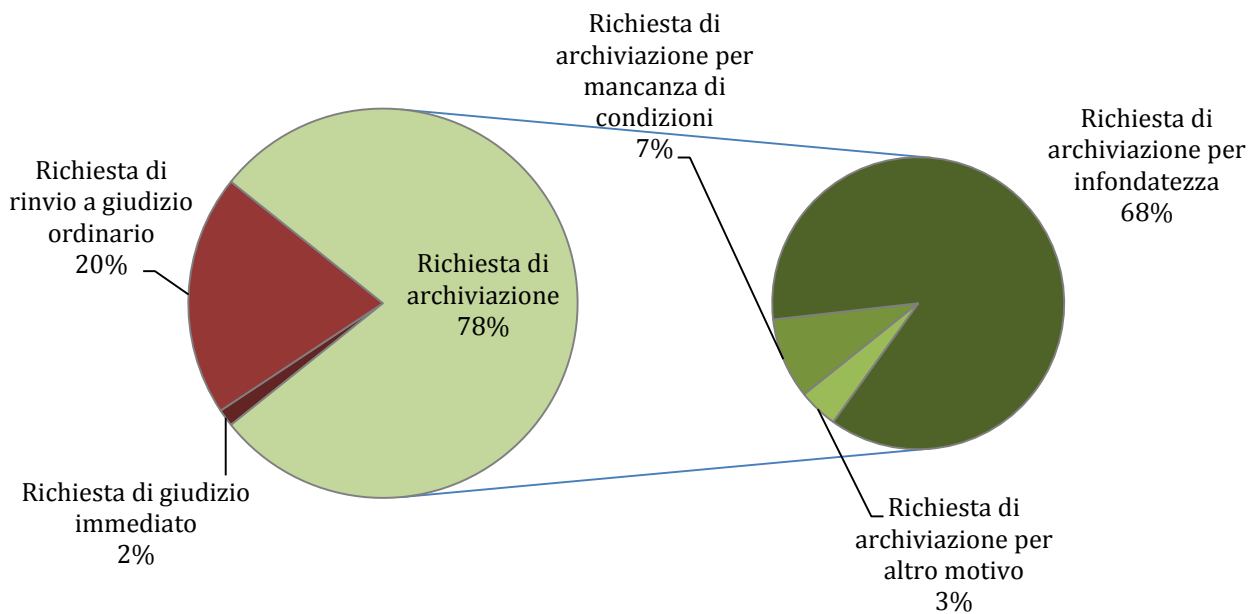 Richiesta di
rinvio a giudizio
ordinario
20%
Richiesta di
archiviazione
78%
Richiesta di giudizio
immediato
2%
Richiesta di
archiviazione per
mancanza di
condizioni
7%
Richiesta di
archiviazione per
infondatezza
68%
Richiesta di
archiviazione per
altro motivo
3%